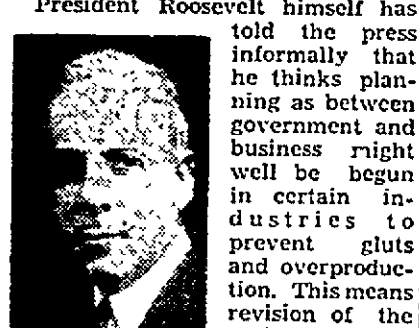 President Roosevelt himself has
told the press
informally that
he thinks plan-
ning as between
government and
business might
well be begun
in certain in-
dustries to
prevent gluts
and overproduc-
tion. This means
revision of the